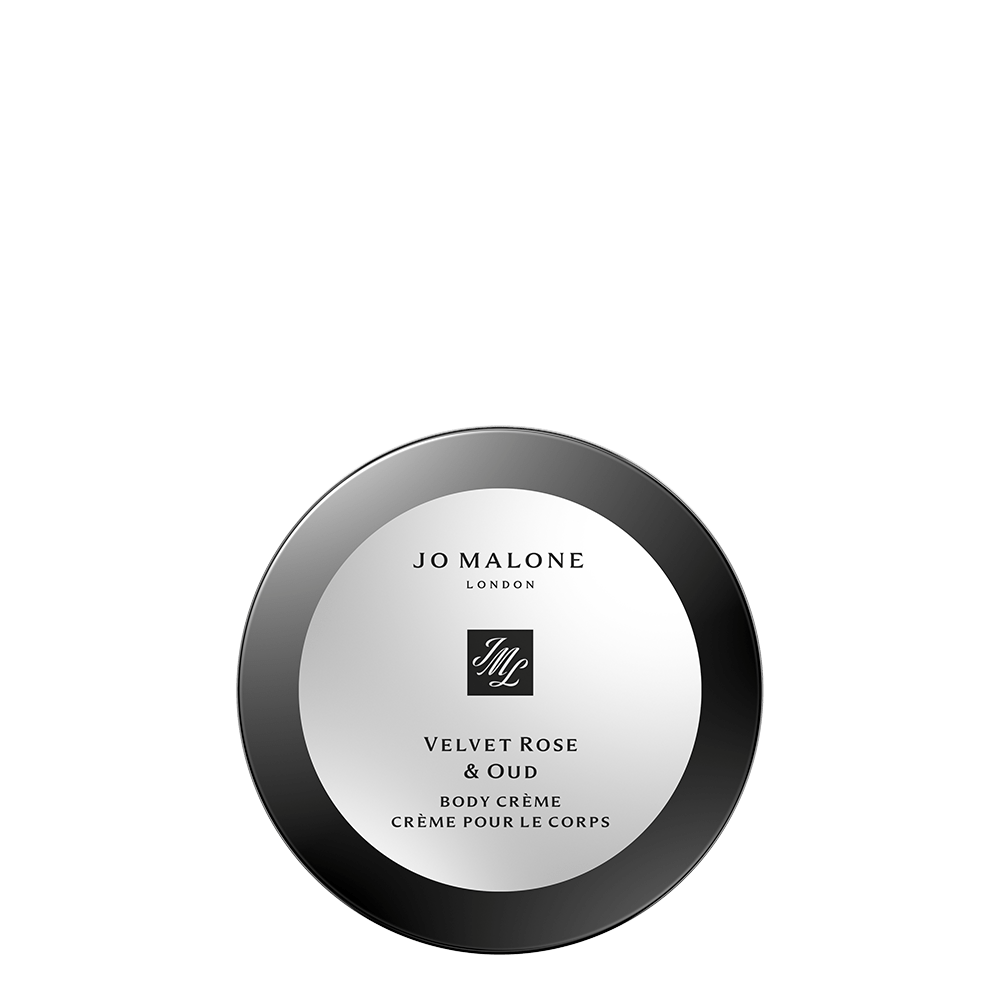 JO MALONE
LONDON
JML
VELVET ROSE
& OUD
BODY CRÈME
CRÈME POUR LE CORPS